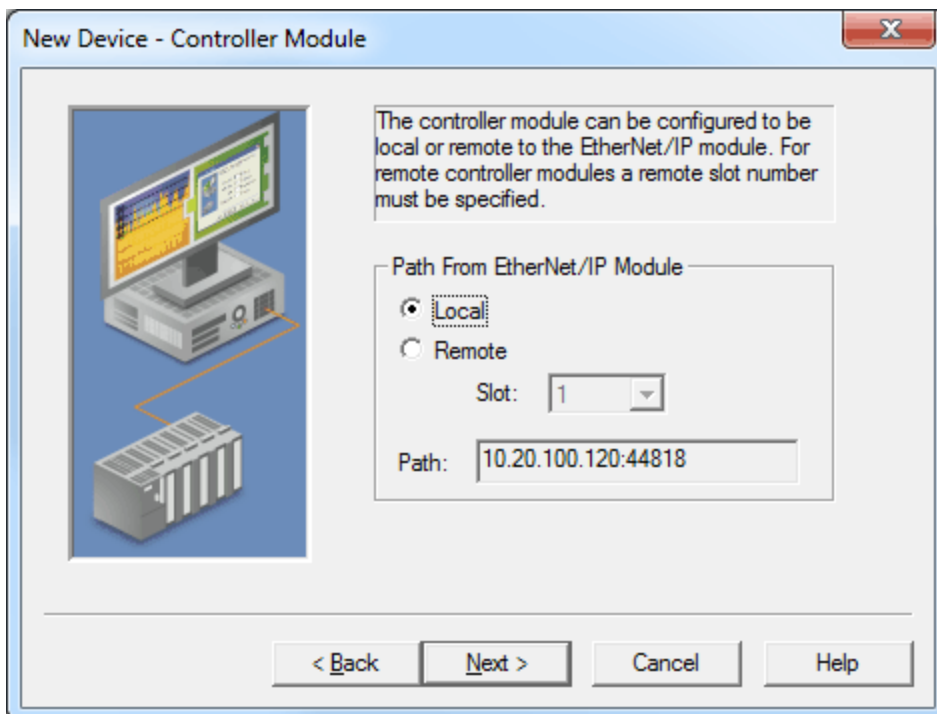 New Device - Controller Module
The controller module can be configured to be
local or remote to the EtherNet/IP module. For
remote controller modules a remote slot number
must be specified.
Path From EtherNet/IP Module
Local
Remote
Slot: 1
Path: 10.20.100.120:44818
< Back Next > Cancel Help